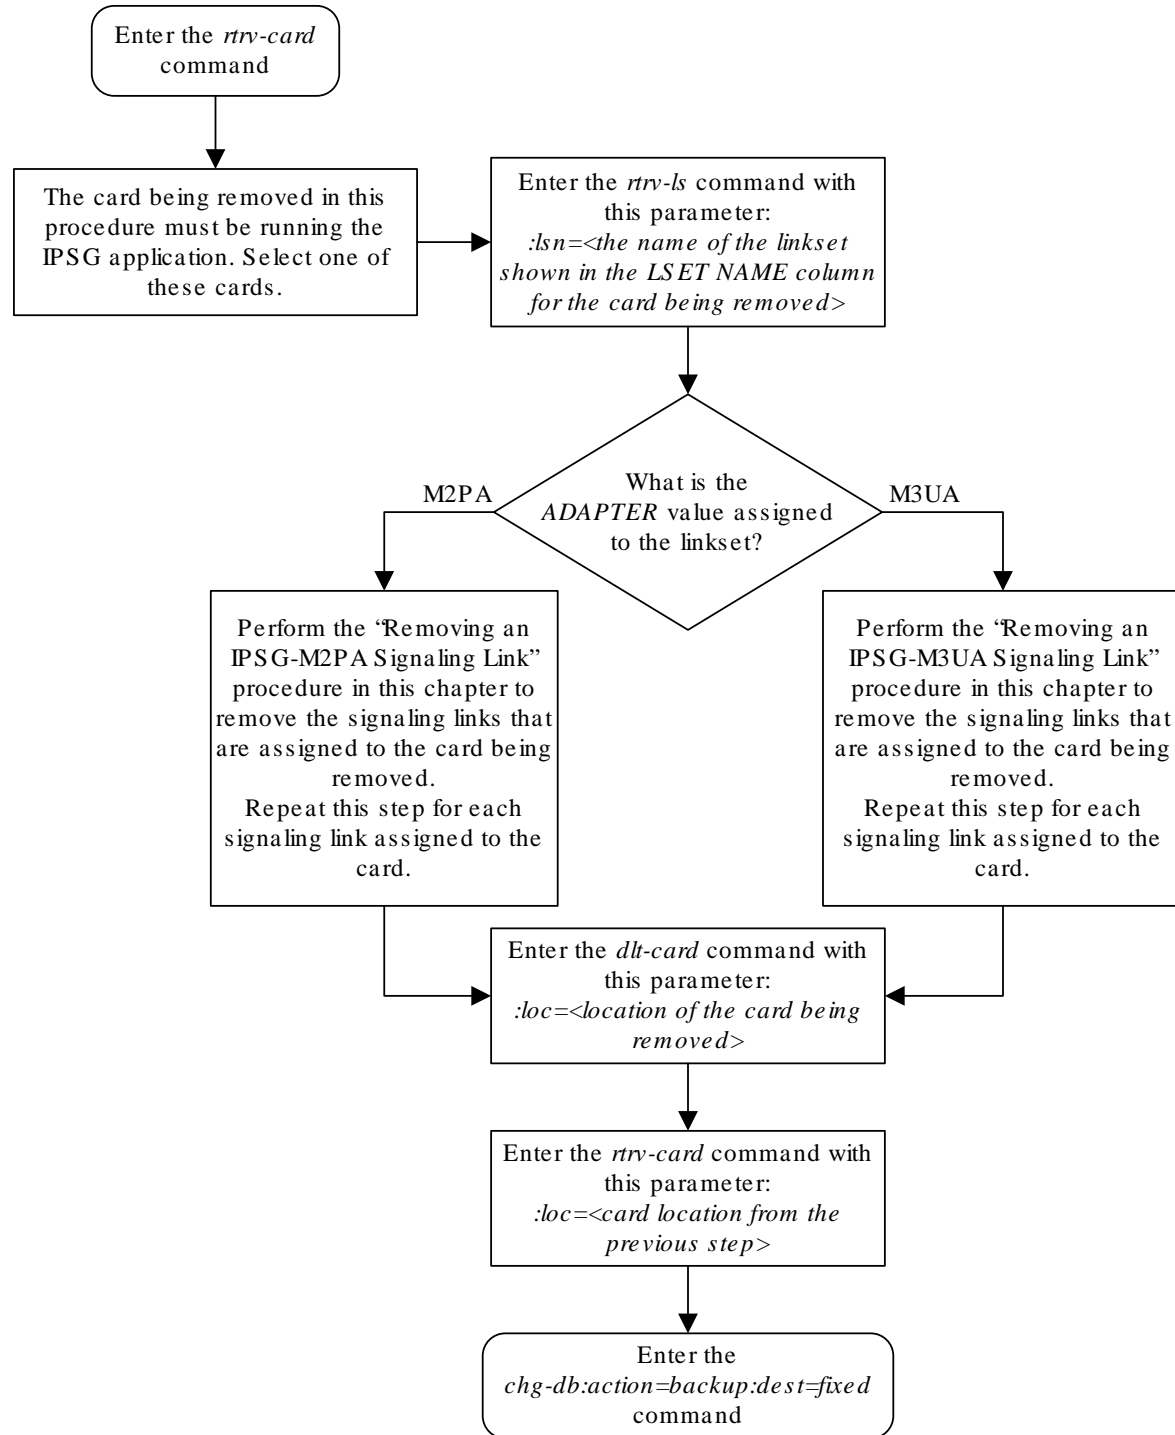 Enter the rtrv-card
command
The card being removed in this
procedure must be running the
IPSG application. Select one of
these cards.
Enter the rtrv-ls command with
this parameter:
:lsn=<the name of the linkset
shown in the LSET NAME column
for the card being removed>
What is the
ADAPTER value assigned
to the linkset?
M2PA
M3UA
Perform the “Removing an
IPSG-M2PA Signaling Link”
procedure in this chapter to
remove the signaling links that
are assigned to the card being
removed.
Repeat this step for each
signaling link assigned to the
card.
Perform the “Removing an
IPSG-M3UA Signaling Link”
procedure in this chapter to
remove the signaling links that
are assigned to the card being
removed.
Repeat this step for each
signaling link assigned to the
card.
Enter the dlt-card command with
this parameter:
:loc=<location of the card being
removed>
Enter the rtrv-card command with
this parameter:
:loc=<card location from the
previous step>
Enter the
chg-db:action=backup:dest=fixed
command